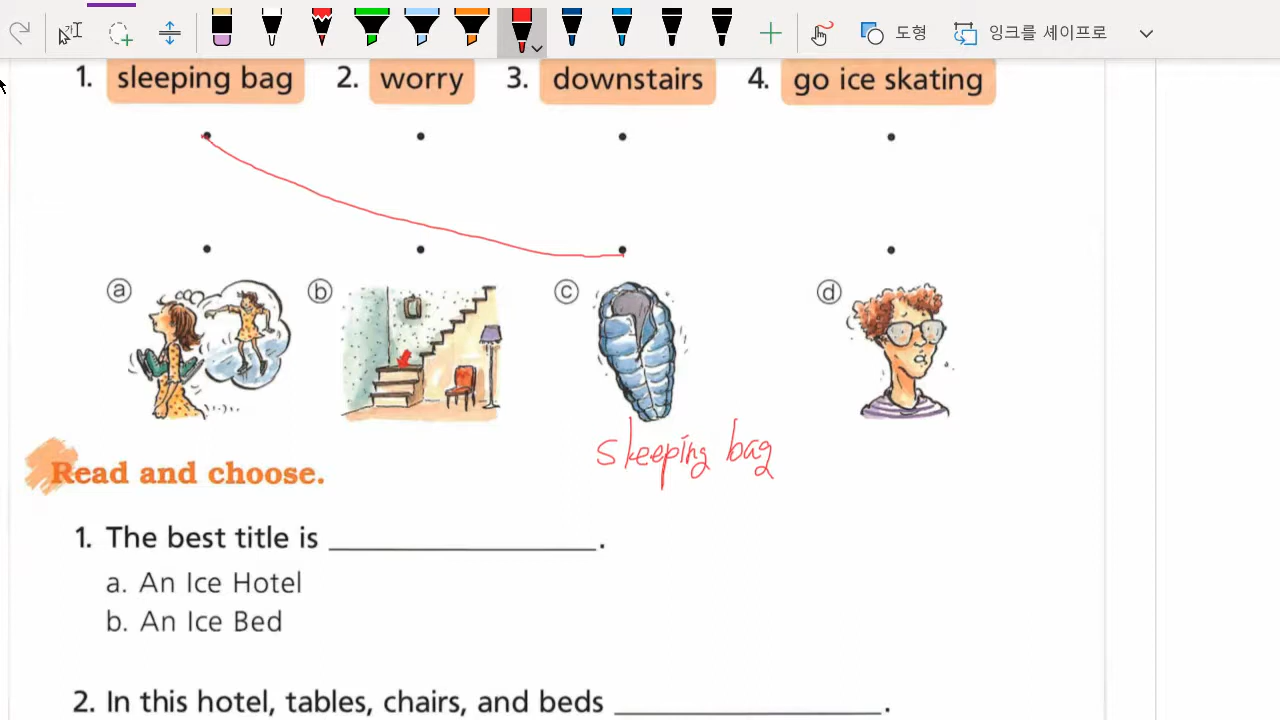 도형 잉크를 셰이프로
1. sleeping bag 2. worry 3. downstairs 4. go ice skating
ⓐ ⓑ ⓒ ⓓ
sleeping bag
Read and choose.
1. The best title is ___________________.
a. An Ice Hotel
b. An Ice Bed
2. In this hotel, tables, chairs, and beds ___________________.